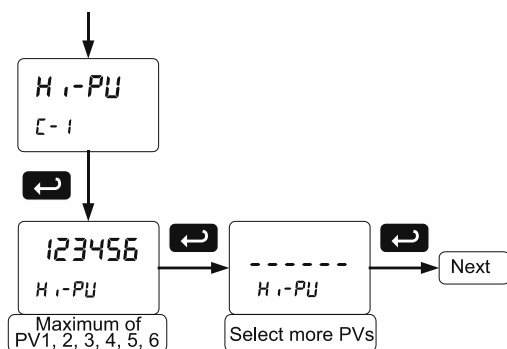 Hi-PV
C-1
123456
Hi-PV
Maximum of
PV1, 2, 3, 4, 5, 6
------
Hi-PV
Select more PVs
Next